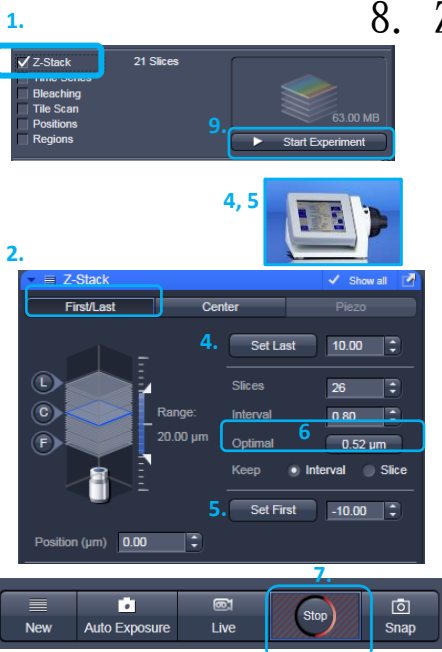 1.
8. Z
Z-Stack 21 Slices
Time Series
Bleaching
Tile Scan
Positions
Regions
63.00 MB
9.
Start Experiment
4, 5
2.
Z-Stack Show all
First/Last Center Piezo
4. Set Last 10.00
Slices 26
L
C
F
Range:
20.00 µm
Interval 0.80
6
Optimal 0.52 µm
Keep Interval Slice
5. Set First -10.00
Position (µm) 0.00
7.
New Auto Exposure Live Stop Snap